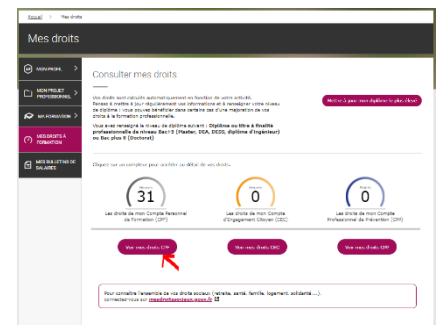 Accueil > Mes droits
Mes droits
MON PROFIL >
MON PROJET PROFESSIONNEL >
MA FORMATION >
MES DROITS À FORMATION
MES BULLETINS DE SALAIRES
Consulter mes droits
Vos droits sont calculés automatiquement en fonction de votre activité.
Pensez à mettre à jour régulièrement vos informations et à renseigner votre niveau
de diplôme : vous pouvez bénéficier dans certains cas d'une majoration de vos
droits à la formation professionnelle.
Mettre à jour mon diplôme le plus élevé
Vous avez renseigné le niveau de diplôme suivant : Diplôme ou titre à finalité
professionnelle de niveau Bac+5 (Master, DEA, DESS, diplôme d'ingénieur)
ou Bac plus 8 (Doctorat)
Cliquez sur un compteur pour accéder au détail de vos droits.
31
0
0
Les droits de mon Compte Personnel
de Formation (CPF)
Les droits de mon Compte
d'Engagement Citoyen (CEC)
Les droits de mon Compte
Professionnel de Prévention (CPP)
Voir mes droits CPF
Voir mes droits CEC
Voir mes droits CPP
Pour connaître l'ensemble de vos droits sociaux (retraite, santé, famille, logement, solidarité ...),
connectez-vous sur mesdroitssociaux.gouv.fr